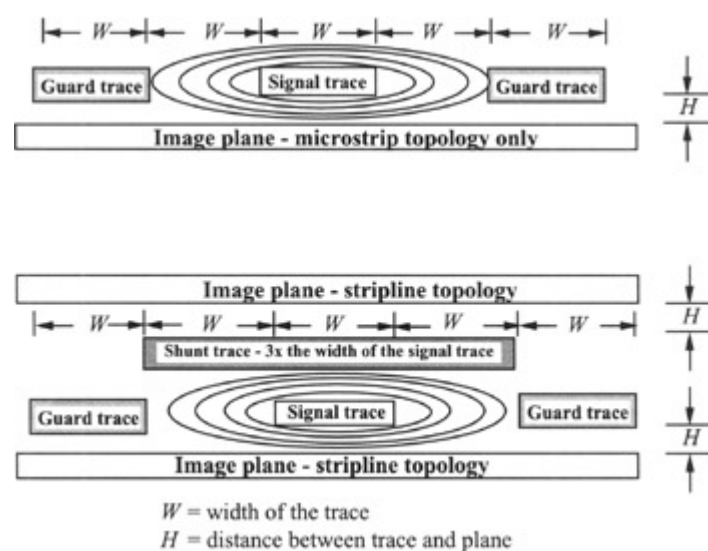 W W W W W
Guard trace Signal trace Guard trace
H
Image plane - microstrip topology only
Image plane - stripline topology
H
W W W W W
Shunt trace - 3x the width of the signal trace
Guard trace Signal trace Guard trace
H
Image plane - stripline topology
W = width of the trace
H = distance between trace and plane